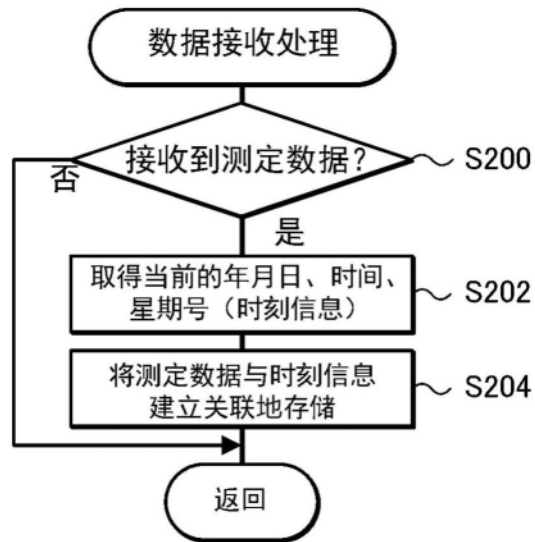 数据接收处理
接收到测定数据?
S200
否
是
取得当前的年月日、时间、
星期号（时刻信息）
S202
将测定数据与时刻信息
建立关联地存储
S204
返回